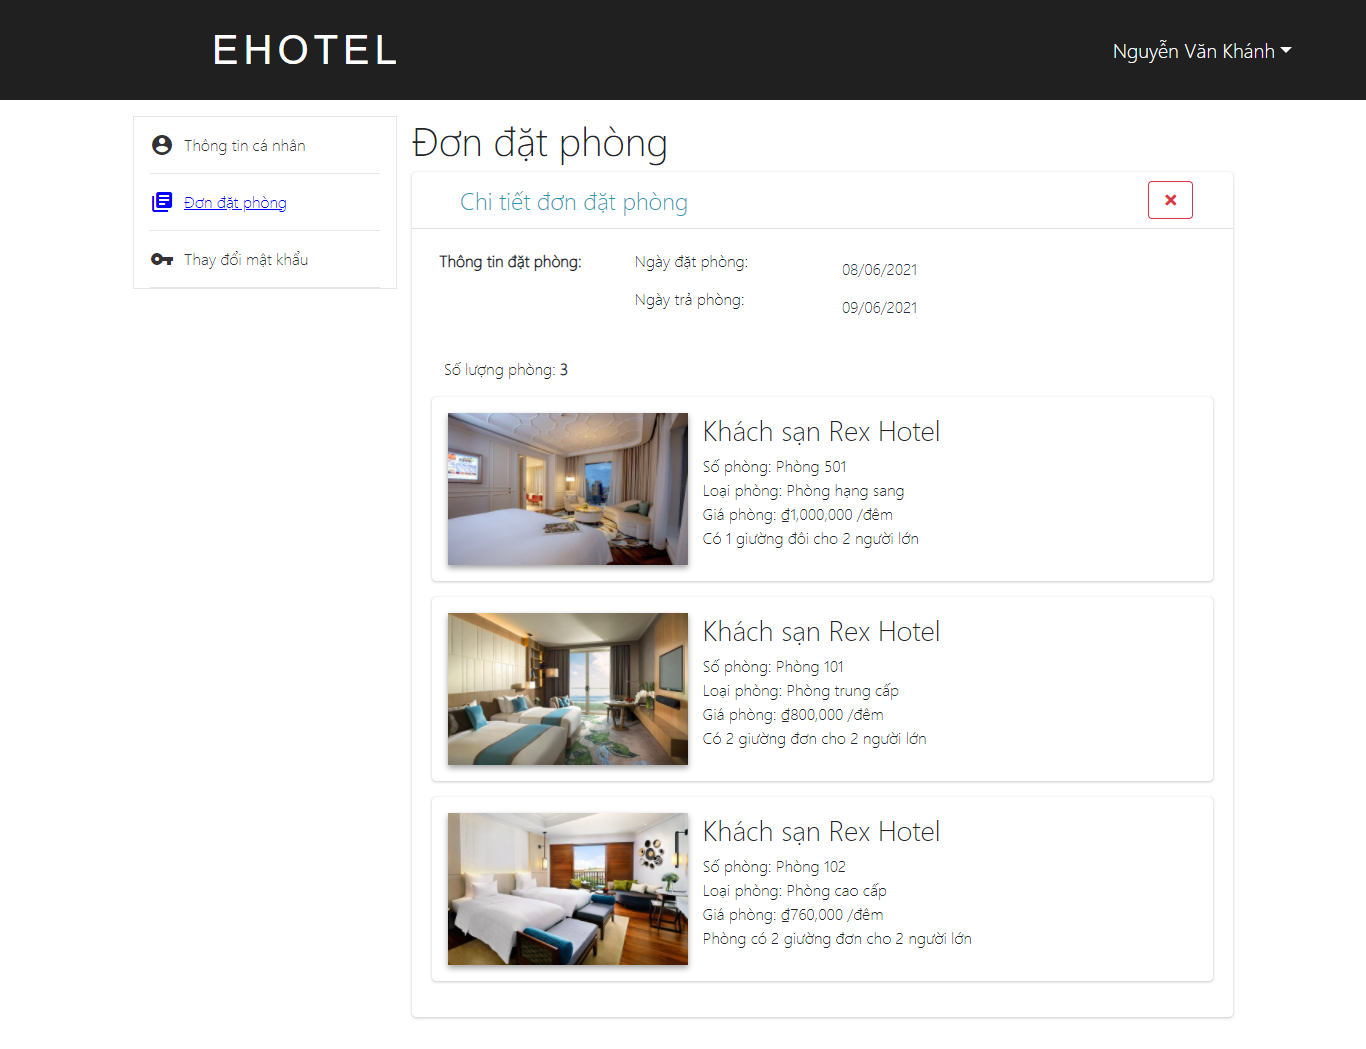 EHOTEL
Nguyễn Văn Khánh
Thông tin cá nhân
Đơn đặt phòng
Thay đổi mật khẩu
Đơn đặt phòng
Chi tiết đơn đặt phòng
Thông tin đặt phòng:
Ngày đặt phòng:
08/06/2021
Ngày trả phòng:
09/06/2021
Số lượng phòng: 3
Khách sạn Rex Hotel
Số phòng: Phòng 501
Loại phòng: Phòng hạng sang
Giá phòng: ₫1,000,000 /đêm
Có 1 giường đôi cho 2 người lớn
Khách sạn Rex Hotel
Số phòng: Phòng 101
Loại phòng: Phòng trung cấp
Giá phòng: ₫800,000 /đêm
Có 2 giường đơn cho 2 người lớn
Khách sạn Rex Hotel
Số phòng: Phòng 102
Loại phòng: Phòng cao cấp
Giá phòng: ₫760,000 /đêm
Phòng có 2 giường đơn cho 2 người lớn